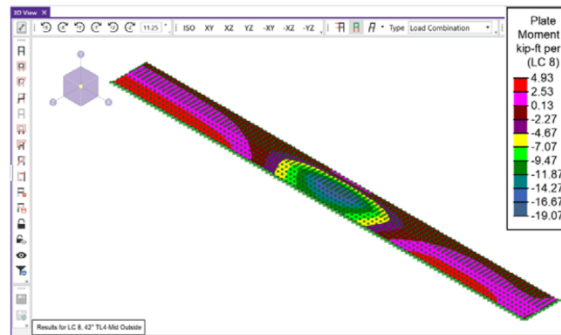 3D View
11.25°
ISO XY XZ YZ -XY -XZ -YZ
Type Load Combination
Plate
Moment
kip-ft per
(LC 8)
4.93
2.53
0.13
-2.27
-4.67
-7.07
-9.47
-11.87
-14.27
-16.67
-19.07
Results for LC 8, 42" TL4-Mid Outside